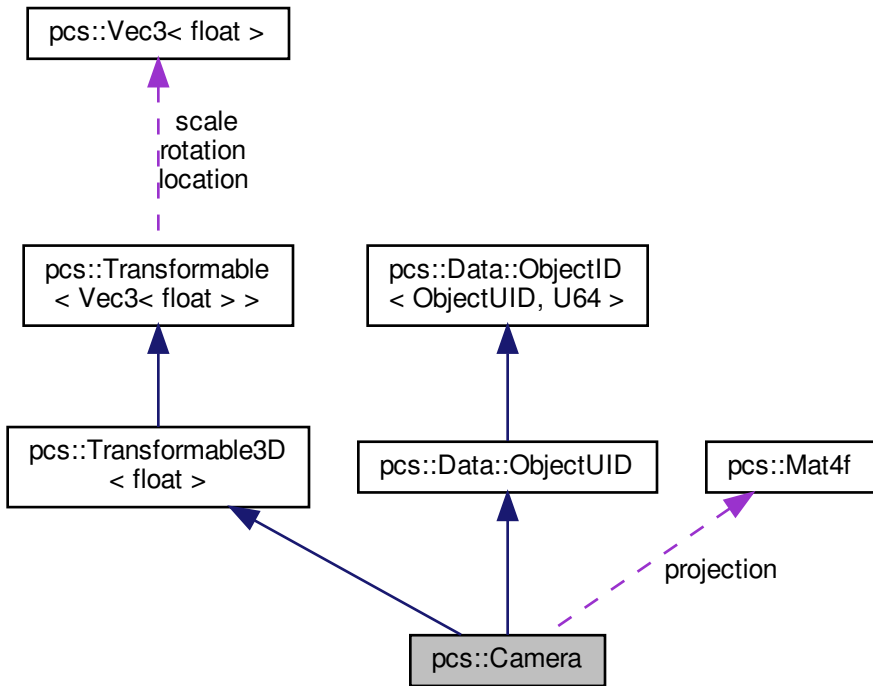 pcs::Vec3< float >
scale
rotation
location
pcs::Transformable
< Vec3< float > >
pcs::Data::ObjectID
< ObjectUID, U64 >
pcs::Transformable3D
< float >
pcs::Data::ObjectUID
pcs::Mat4f
projection
pcs::Camera